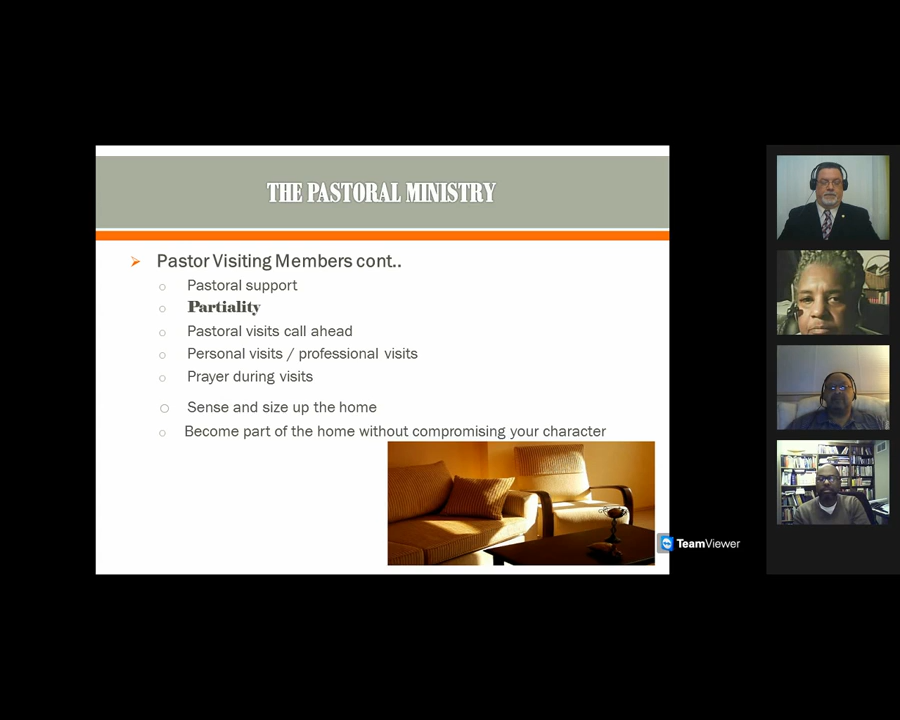 THE PASTORAL MINISTRY
Pastor Visiting Members cont..
Pastoral support
Partiality
Pastoral visits call ahead
Personal visits / professional visits
Prayer during visits
Sense and size up the home
Become part of the home without compromising your character
TeamViewer